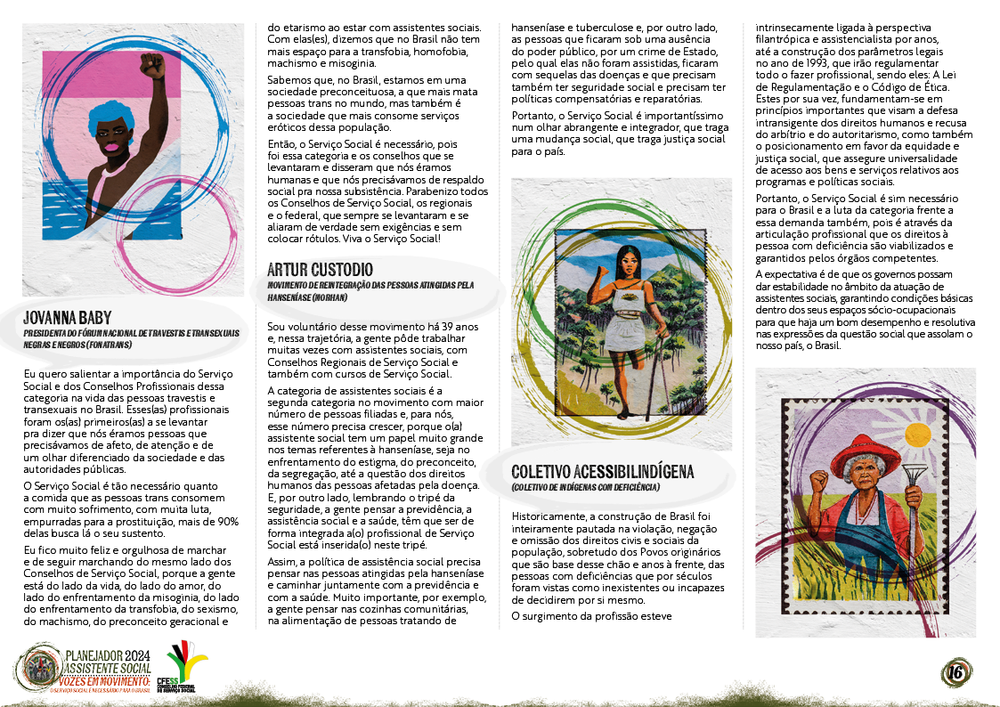 JOVANNA BABY
PRESIDENTA DO FÓRUM NACIONAL DE TRAVESTIS E TRANSEXUAIS
NEGRAS E NEGROS (FONATRANS)
Eu quero salientar a importância do Serviço
Social e dos Conselhos Profissionais dessa
categoria na vida das pessoas travestis e
transexuais no Brasil. Esses(as) profissionais
foram os(as) primeiros(as) a se levantar
pra dizer que nós éramos pessoas que
precisávamos de afeto, de atenção e de
um olhar diferenciado da sociedade e das
autoridades públicas.
O Serviço Social é tão necessário quanto
a comida que as pessoas trans consomem
com muito sofrimento, com muita luta,
empurradas para a prostituição, mais de 90%
delas busca lá o seu sustento.
Eu fico muito feliz e orgulhosa de marchar
e de seguir marchando do mesmo lado dos
Conselhos de Serviço Social, porque a gente
está do lado da vida, do lado do amor, do
lado do enfrentamento da misoginia, do lado
do enfrentamento da transfobia, do sexismo,
do machismo, do preconceito geracional e
do etarismo ao estar com assistentes sociais.
Com elas(es), dizemos que no Brasil não tem
mais espaço para a transfobia, homofobia,
machismo e misoginia.
Sabemos que, no Brasil, estamos em uma
sociedade preconceituosa, a que mais mata
pessoas trans no mundo, mas também é
a sociedade que mais consome serviços
eróticos dessa população.
Então, o Serviço Social é necessário, pois
foi essa categoria e os conselhos que se
levantaram e disseram que nós éramos
humanas e que nós precisávamos de respaldo
social pra nossa subsistência. Parabenizo todos
os Conselhos de Serviço Social, os regionais
e o federal, que sempre se levantaram e se
aliaram de verdade sem exigências e sem
colocar rótulos. Viva o Serviço Social!
ARTUR CUSTODIO
MOVIMENTO DE REINTEGRAÇÃO DAS PESSOAS ATINGIDAS PELA
HANSENÍASE (MORHAN)
Sou voluntário desse movimento há 39 anos
e, nessa trajetória, a gente pôde trabalhar
muitas vezes com assistentes sociais, com
Conselhos Regionais de Serviço Social e
também com cursos de Serviço Social.
A categoria de assistentes sociais é a
segunda categoria no movimento com maior
número de pessoas filiadas e, para nós,
esse número precisa crescer, porque o(a)
assistente social tem um papel muito grande
nos temas referentes à hanseníase, seja no
enfrentamento do estigma, do preconceito,
da segregação, até a questão dos direitos
humanos das pessoas afetadas pela doença.
E, por outro lado, lembrando o tripé da
seguridade, a gente pensar a previdência, a
assistência social e a saúde, têm que ser de
forma integrada a(o) profissional de Serviço
Social está inserida(o) neste tripé.
Assim, a política de assistência social precisa
pensar nas pessoas atingidas pela hanseníase
e caminhar juntamente com a previdência e
com a saúde. Muito importante, por exemplo,
a gente pensar nas cozinhas comunitárias,
na alimentação de pessoas tratando de
hanseníase e tuberculose e, por outro lado,
as pessoas que ficaram sob uma ausência
do poder público, por um crime de Estado,
pelo qual elas não foram assistidas, ficaram
com sequelas das doenças e que precisam
também ter seguridade social e precisam ter
políticas compensatórias e reparatórias.
Portanto, o Serviço Social é importantíssimo
num olhar abrangente e integrador, que traga
uma mudança social, que traga justiça social
para o país.
COLETIVO ACESSIBILINDÍGENA
(COLETIVO DE INDÍGENAS COM DEFICIÊNCIA)
Historicamente, a construção de Brasil foi
inteiramente pautada na violação, negação
e omissão dos direitos civis e sociais da
população, sobretudo dos Povos originários
que são base desse chão e anos à frente, das
pessoas com deficiências que por séculos
foram vistas como inexistentes ou incapazes
de decidirem por si mesmo.
O surgimento da profissão esteve
intrinsecamente ligada à perspectiva
filantrópica e assistencialista por anos,
até a construção dos parâmetros legais
no ano de 1993, que irão regulamentar
todo o fazer profissional, sendo eles: A Lei
de Regulamentação e o Código de Ética.
Estes por sua vez, fundamentam-se em
princípios importantes que visam a defesa
intransigente dos direitos humanos e recusa
do arbítrio e do autoritarismo, como também
o posicionamento em favor da equidade e
justiça social, que assegure universalidade
de acesso aos bens e serviços relativos aos
programas e políticas sociais.
Portanto, o Serviço Social é sim necessário
para o Brasil e a luta da categoria frente a
essa demanda também, pois é através da
articulação profissional que os direitos à
pessoa com deficiência são viabilizados e
garantidos pelos órgãos competentes.
A expectativa é de que os governos possam
dar estabilidade no âmbito da atuação de
assistentes sociais, garantindo condições básicas
dentro dos seus espaços sócio-ocupacionais
para que haja um bom desempenho e resolutiva
nas expressões da questão social que assolam o
nosso país, o Brasil.
PLANEJADOR 2024
ASSISTENTE SOCIAL
VOZES EM MOVIMENTO:
O SERVIÇO SOCIAL É NECESSÁRIO PARA O BRASIL
CFESS
CONSELHO FEDERAL
DE SERVIÇO SOCIAL
16